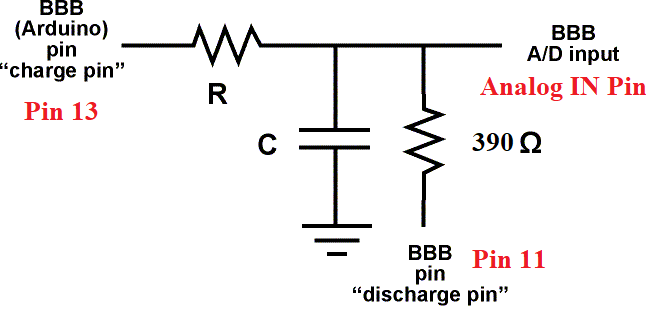 BBB
(Arduino)
pin
“charge pin”
Pin 13
R
C
390 Ω
BBB
A/D input
Analog IN Pin
BBB
pin
“discharge pin”
Pin 11